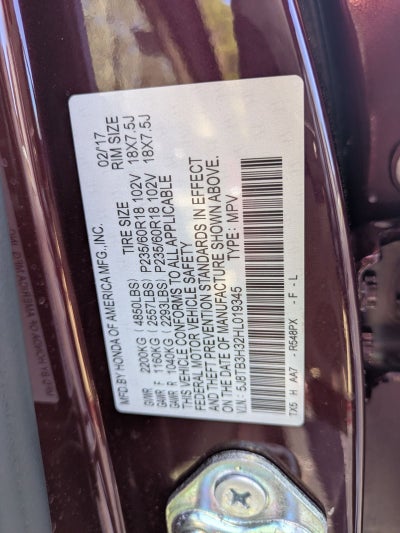 MFD.BY HONDA OF AMERICA MFG.,INC. 02/17
TIRE SIZE RIM SIZE
GVWR 2200KG (4850LBS) P235/60R18 102V 18X7.5J
GAWR F 1160KG (2557LBS) P235/60R18 102V 18X7.5J
GAWR R 1040KG (2293LBS)
THIS VEHICLE CONFORMS TO ALL APPLICABLE
FEDERAL MOTOR VEHICLE SAFETY
AND THEFT PREVENTION STANDARDS IN EFFECT
ON THE DATE OF MANUFACTURE SHOWN ABOVE.
V.I.N.: 5J8TB3H32HL019345 TYPE: MPV
TX5 H AA7 - R548PX - F - L